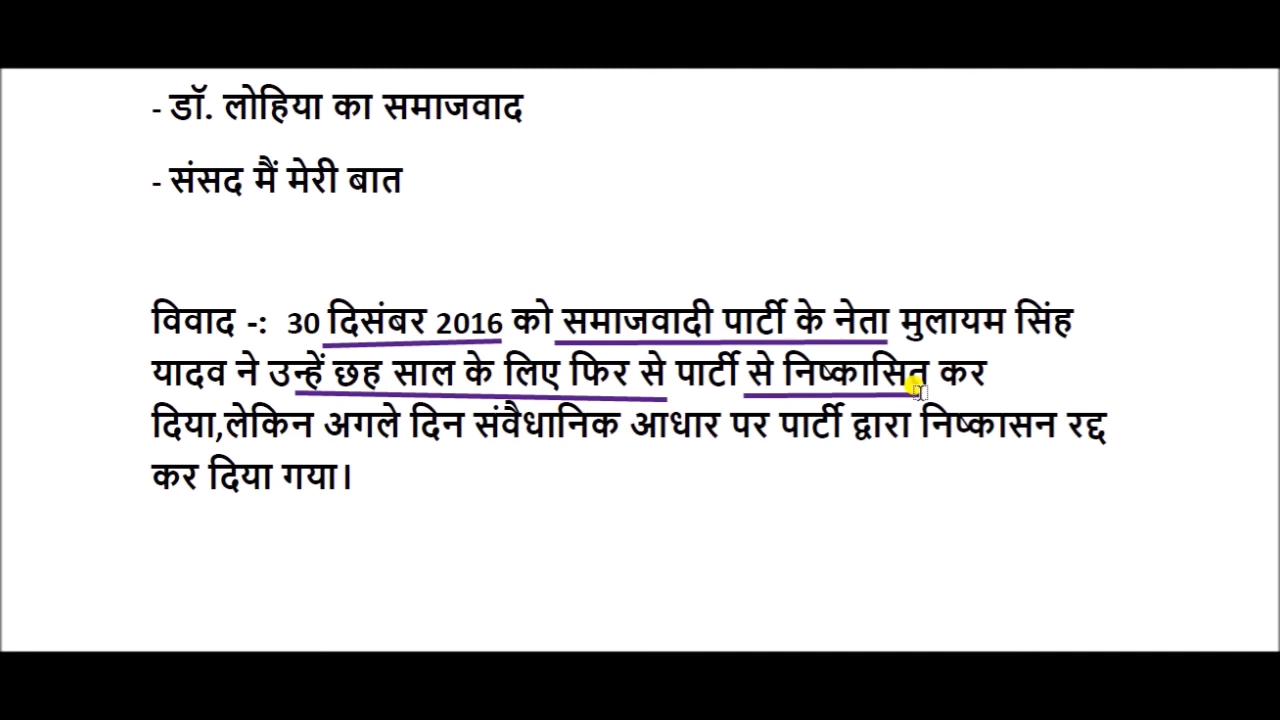 - डॉ. लोहिया का समाजवाद
- संसद मैं मेरी बात
विवाद -: 30 दिसंबर 2016 को समाजवादी पार्टी के नेता मुलायम सिंह
यादव ने उन्हें छह साल के लिए फिर से पार्टी से निष्कासित कर
दिया,लेकिन अगले दिन संवैधानिक आधार पर पार्टी द्वारा निष्कासन रद्द
कर दिया गया।